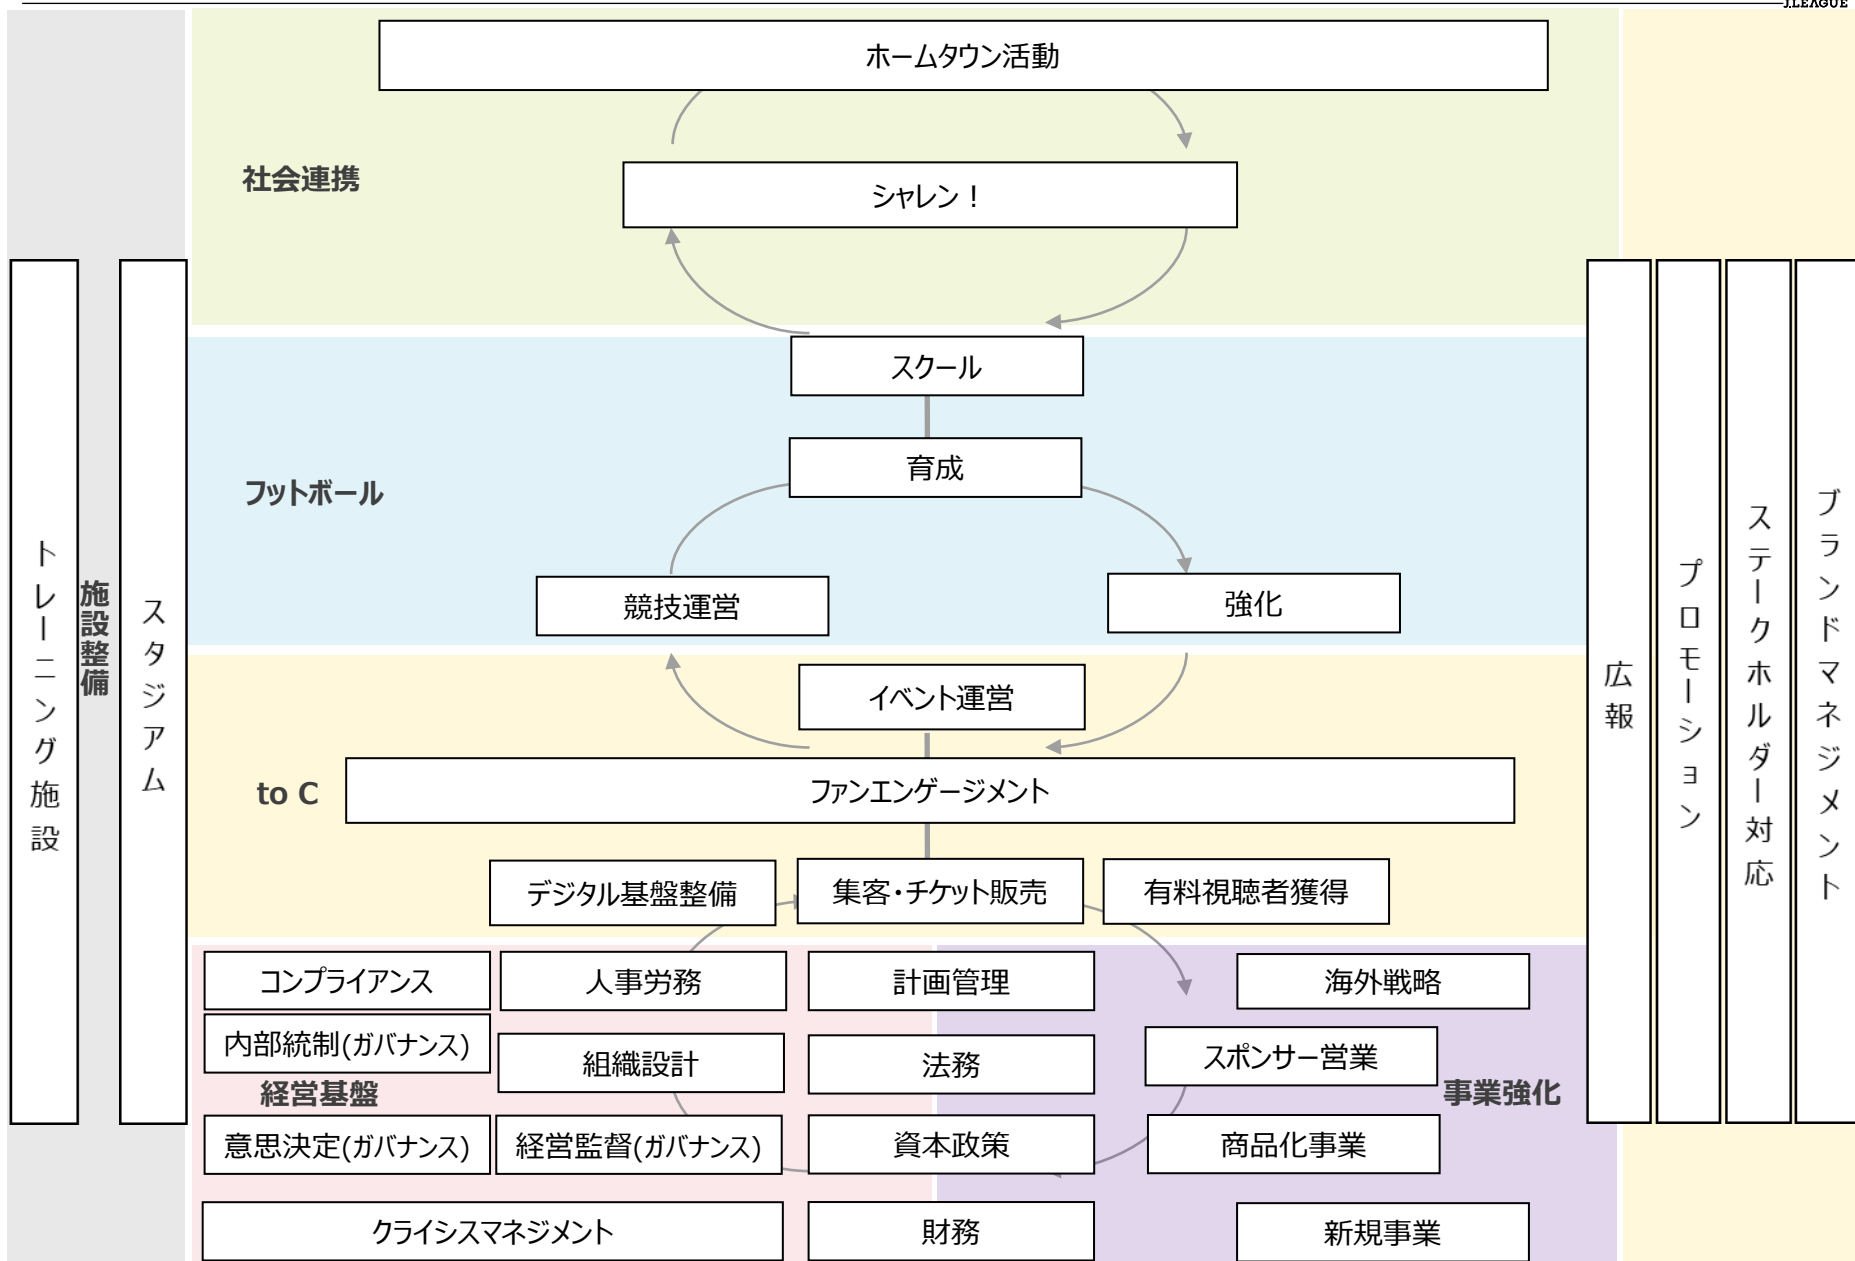 J.LEAGUE
ホームタウン活動
社会連携
シャレン！
スクール
育成
フットボール
競技運営
強化
イベント運営
to C
ファンエンゲージメント
デジタル基盤整備
集客・チケット販売
有料視聴者獲得
コンプライアンス
人事労務
計画管理
海外戦略
内部統制(ガバナンス)
組織設計
法務
スポンサー営業
経営基盤
事業強化
意思決定(ガバナンス)
経営監督(ガバナンス)
資本政策
商品化事業
クライシスマネジメント
財務
新規事業
トレーニング施設
施設整備
スタジアム
広報
プロモーション
ステークホルダー対応
ブランドマネジメント